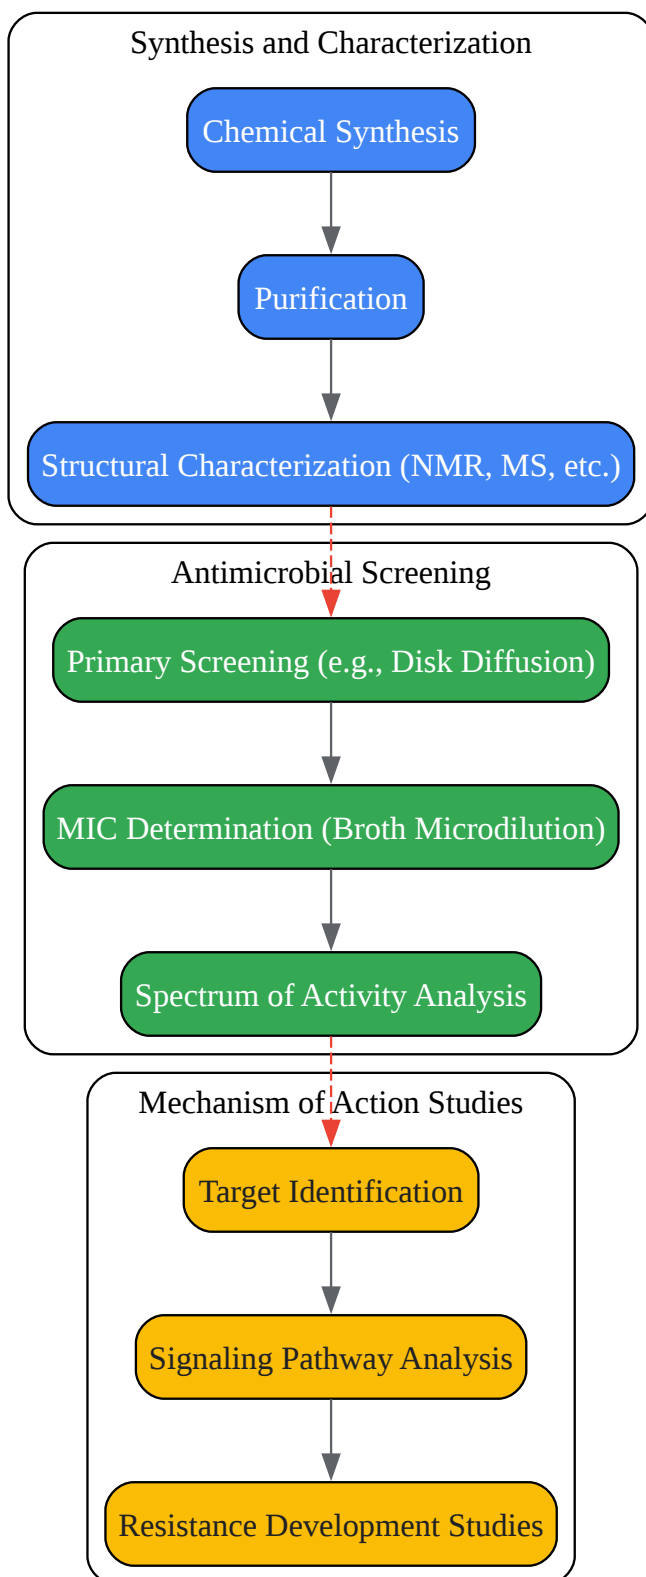 Synthesis and Characterization
Chemical Synthesis
Purification
Structural Characterization (NMR, MS, etc.)
Antimicrobial Screening
Primary Screening (e.g., Disk Diffusion)
MIC Determination (Broth Microdilution)
Spectrum of Activity Analysis
Mechanism of Action Studies
Target Identification
Signaling Pathway Analysis
Resistance Development Studies